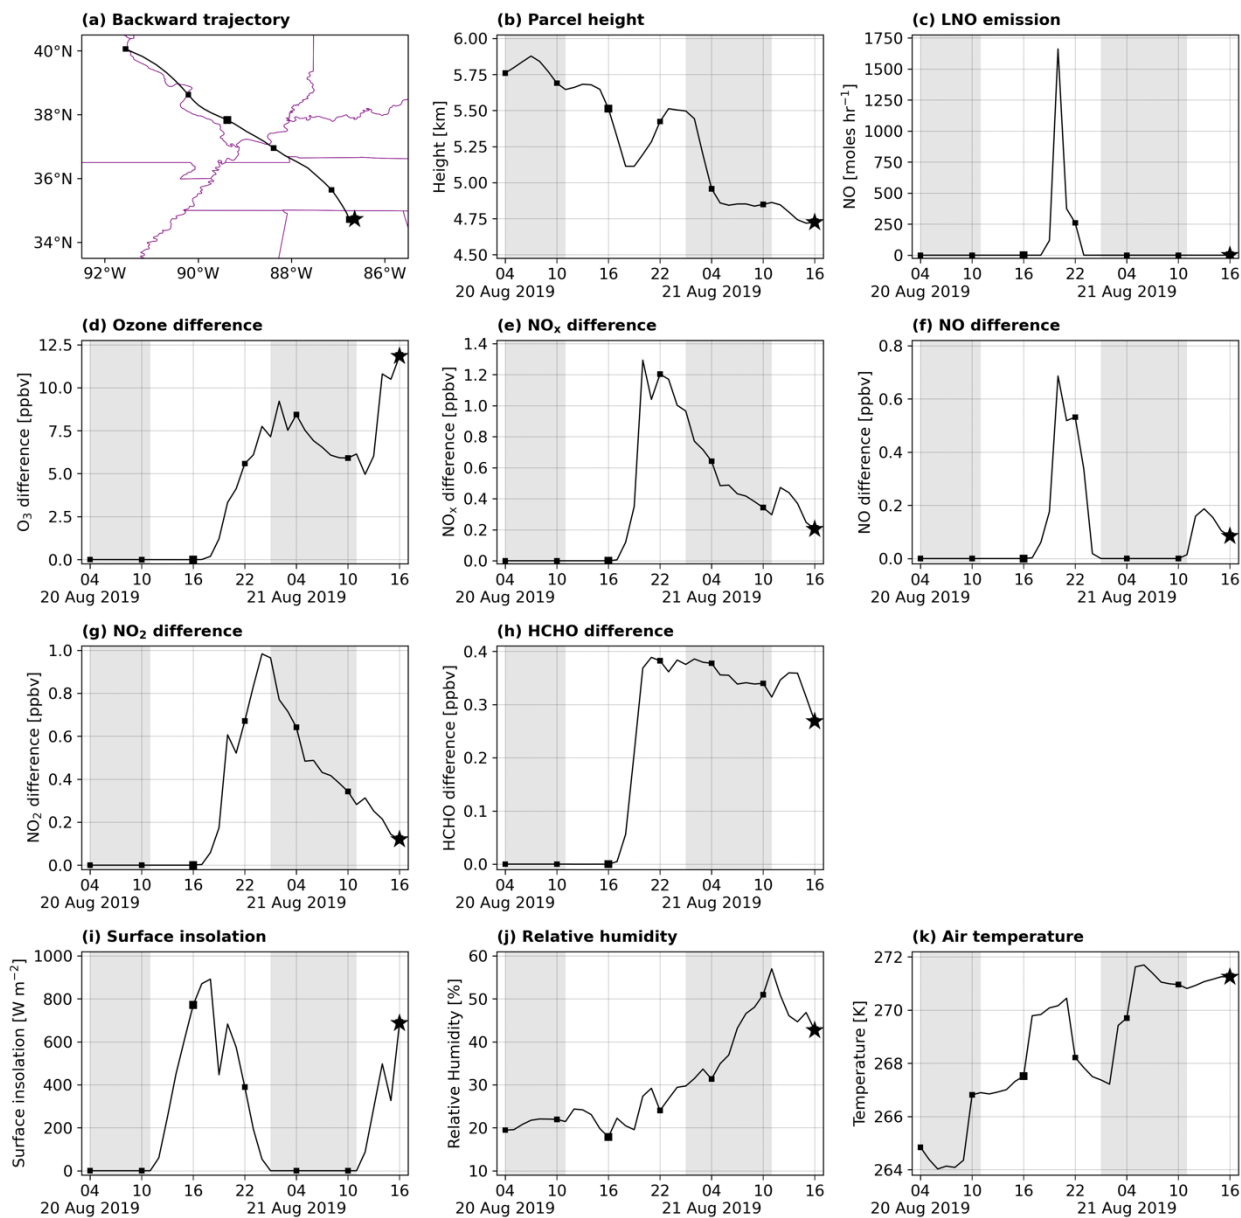 (a) Backward trajectory
40°N
38°N
36°N
34°N
92°W
90°W
88°W
86°W
(b) Parcel height
Height [km]
6.00
5.75
5.50
5.25
5.00
4.75
4.50
04 10 16 22 04 10 16
20 Aug 2019 21 Aug 2019
(c) LNO emission
NO [moles hr⁻¹]
1750
1500
1250
1000
750
500
250
0
04 10 16 22 04 10 16
20 Aug 2019 21 Aug 2019
(d) Ozone difference
O₃ difference [ppbv]
12.5
10.0
7.5
5.0
2.5
0.0
04 10 16 22 04 10 16
20 Aug 2019 21 Aug 2019
(e) NOₓ difference
NOₓ difference [ppbv]
1.4
1.2
1.0
0.8
0.6
0.4
0.2
0.0
04 10 16 22 04 10 16
20 Aug 2019 21 Aug 2019
(f) NO difference
NO difference [ppbv]
0.8
0.6
0.4
0.2
0.0
04 10 16 22 04 10 16
20 Aug 2019 21 Aug 2019
(g) NO₂ difference
NO₂ difference [ppbv]
1.0
0.8
0.6
0.4
0.2
0.0
04 10 16 22 04 10 16
20 Aug 2019 21 Aug 2019
(h) HCHO difference
HCHO difference [ppbv]
0.4
0.3
0.2
0.1
0.0
04 10 16 22 04 10 16
20 Aug 2019 21 Aug 2019
(i) Surface insolation
Surface insolation [W m⁻²]
1000
800
600
400
200
0
04 10 16 22 04 10 16
20 Aug 2019 21 Aug 2019
(j) Relative humidity
Relative Humidity [%]
60
50
40
30
20
10
04 10 16 22 04 10 16
20 Aug 2019 21 Aug 2019
(k) Air temperature
Temperature [K]
272
270
268
266
264
04 10 16 22 04 10 16
20 Aug 2019 21 Aug 2019